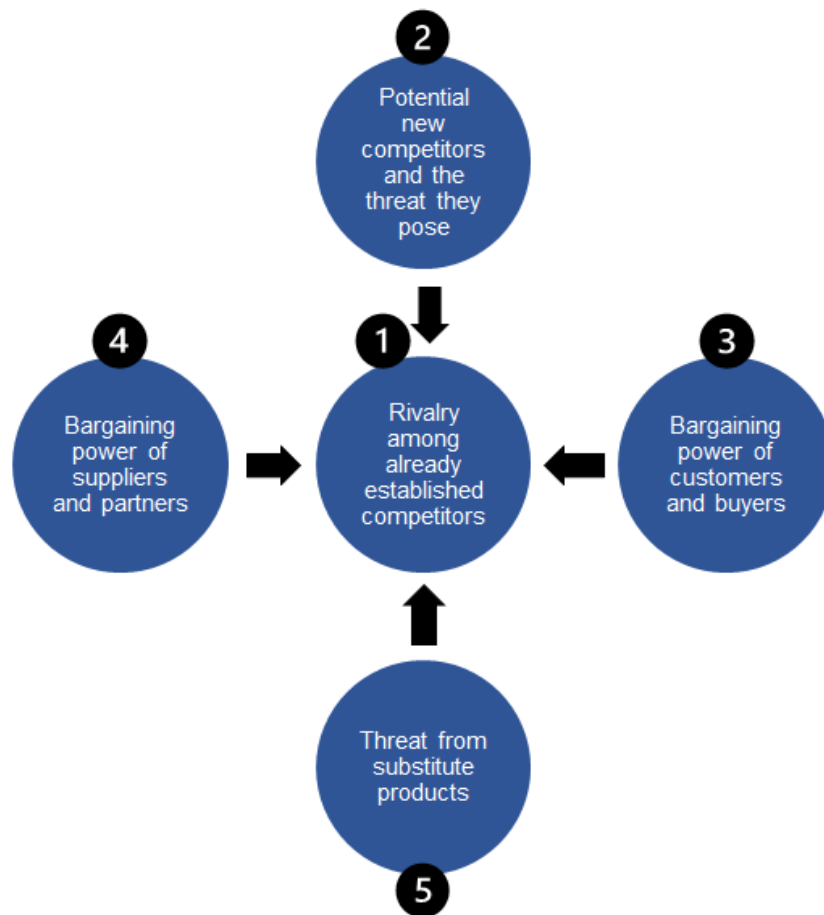 2
Potential
new
competitors
and the
threat they
pose
4
Bargaining
power of
suppliers
and partners
1
Rivalry
among
already
established
competitors
3
Bargaining
power of
customers
and buyers
Threat from
substitute
products
5